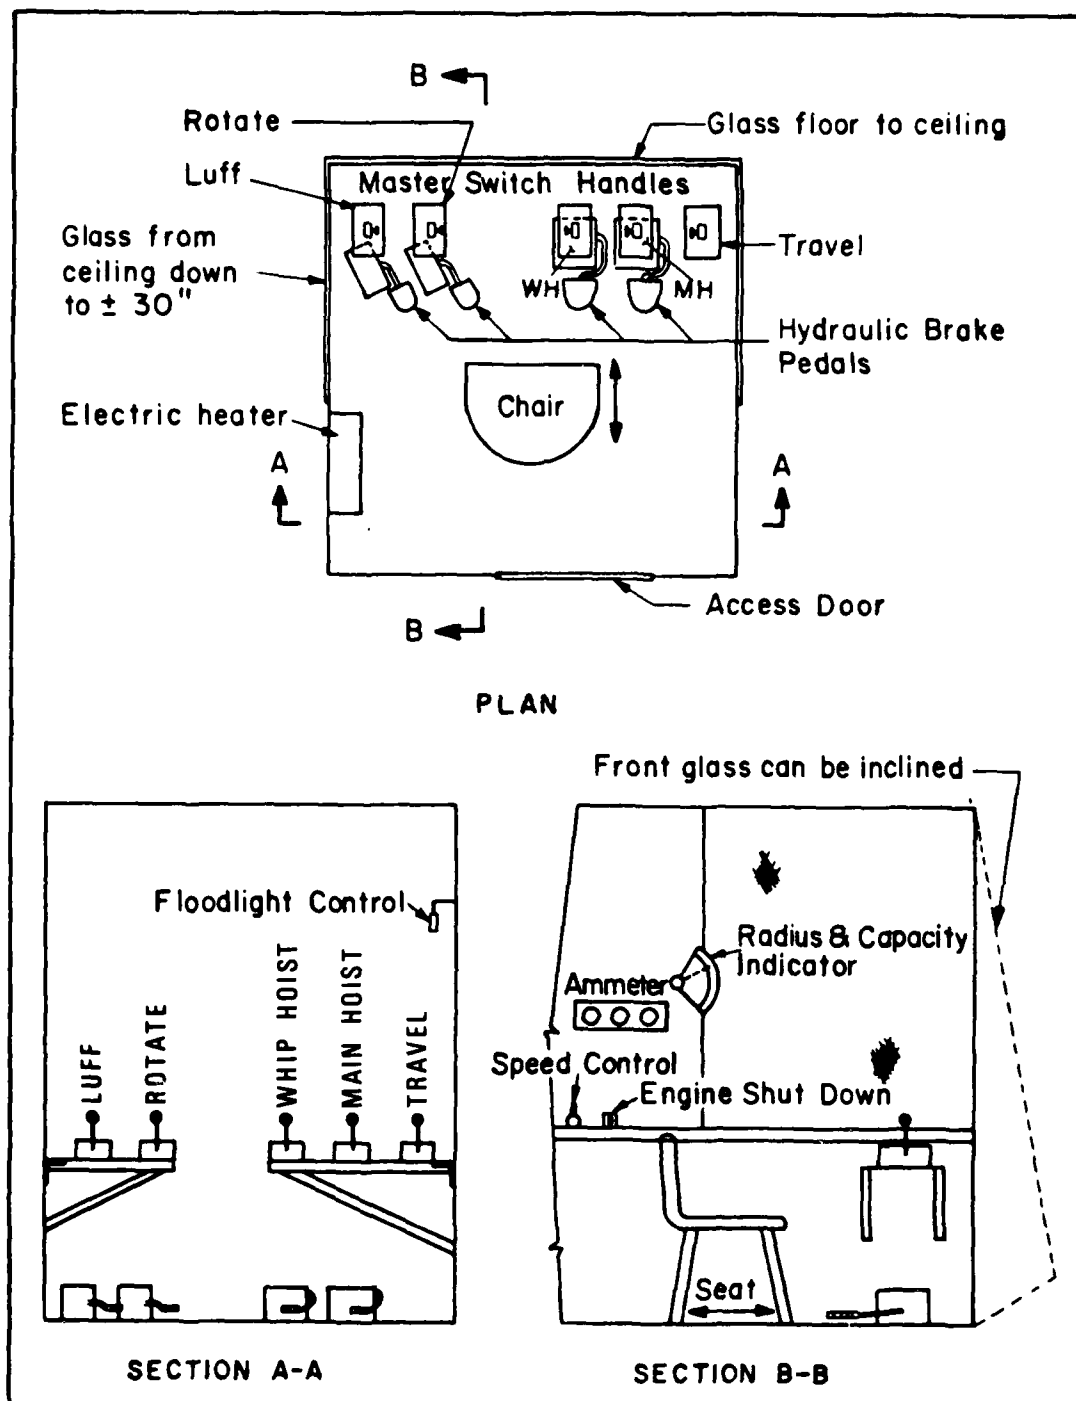 B
Rotate
Glass floor to ceiling
Luff
Master Switch Handles
Glass from
ceiling down
to ± 30"
Travel
WH
MH
Hydraulic Brake
Pedals
Chair
Electric heater
A
A
Access Door
B
PLAN
Front glass can be inclined
Floodlight Control
LUFF
ROTATE
WHIP HOIST
MAIN HOIST
TRAVEL
Radius & Capacity
Indicator
Ammeter
Speed Control
Engine Shut Down
Seat
SECTION A-A
SECTION B-B